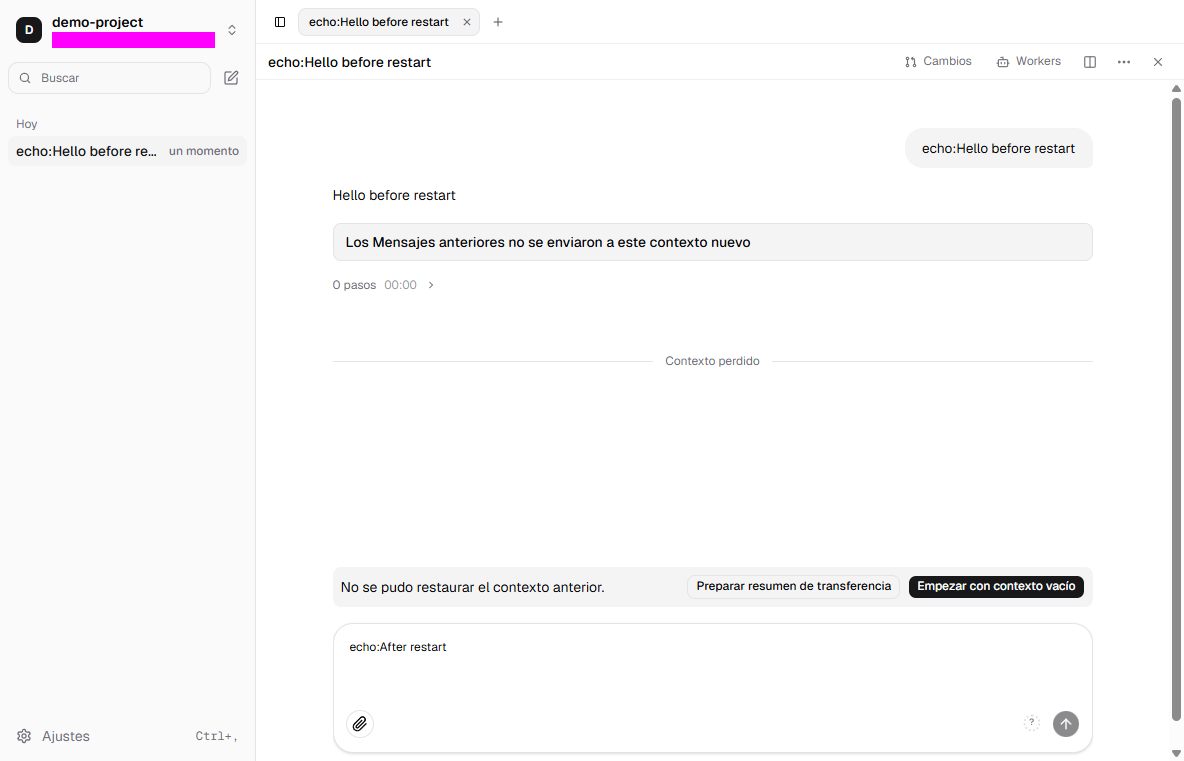 D
demo-project
Buscar
Hoy
echo:Hello before re... un momento
Ajustes Ctrl+,
echo:Hello before restart
echo:Hello before restart
Cambios
Workers
echo:Hello before restart
Hello before restart
Los Mensajes anteriores no se enviaron a este contexto nuevo
0 pasos 00:00
Contexto perdido
No se pudo restaurar el contexto anterior.
Preparar resumen de transferencia
Empezar con contexto vacío
echo:After restart
?